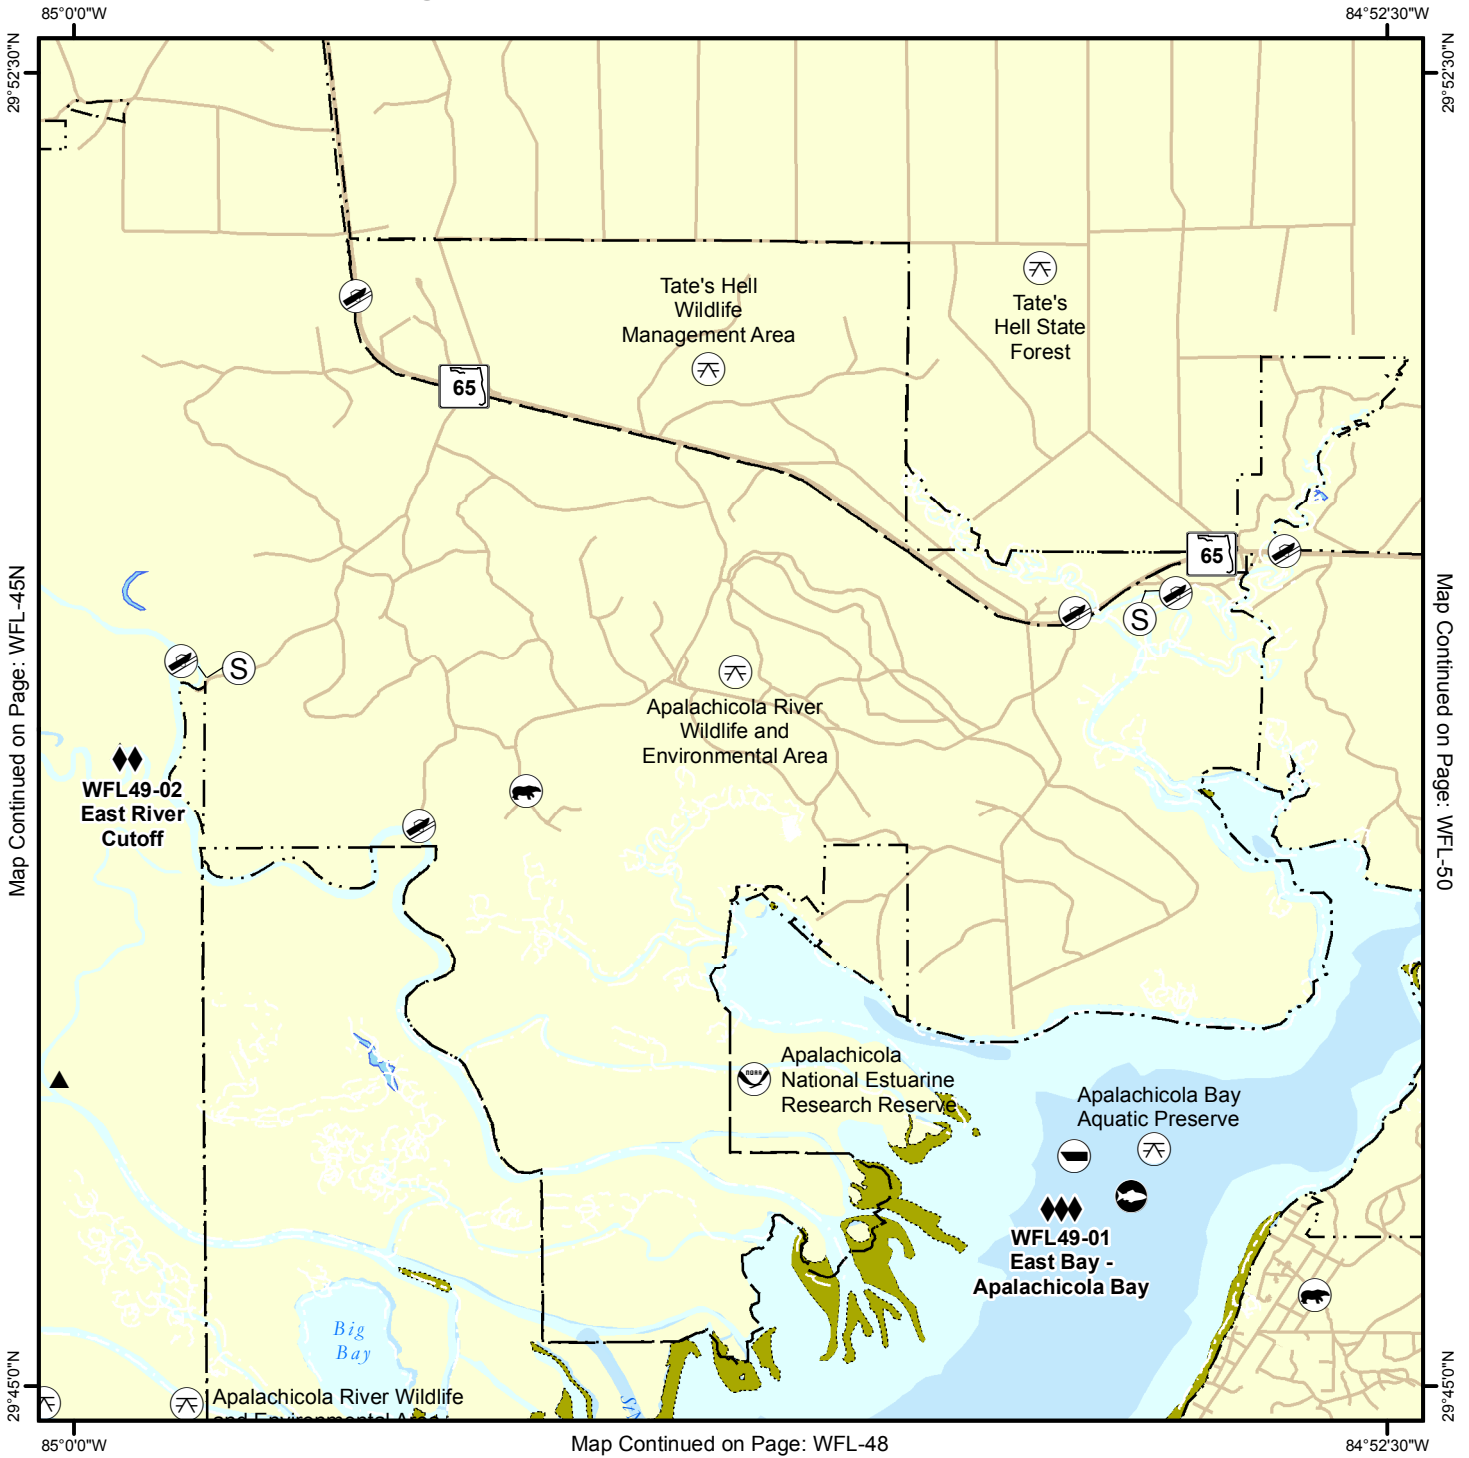 85°0'0"W
84°52'30"W
29°52'30"N
29°52'30"N
Tate's Hell
Wildlife
Management Area
Tate's
Hell State
Forest
65
65
S
S
Map Continued on Page: WFL-45N
Map Continued on Page: WFL-50
Apalachicola River
Wildlife and
Environmental Area
WFL49-02
East River
Cutoff
Apalachicola
National Estuarine
Research Reserve
NOAA
Apalachicola Bay
Aquatic Preserve
WFL49-01
East Bay -
Apalachicola Bay
Big
Bay
Apalachicola River Wildlife
and Environmental Area
29°45'0"N
29°45'0"N
85°0'0"W
Map Continued on Page: WFL-48
84°52'30"W